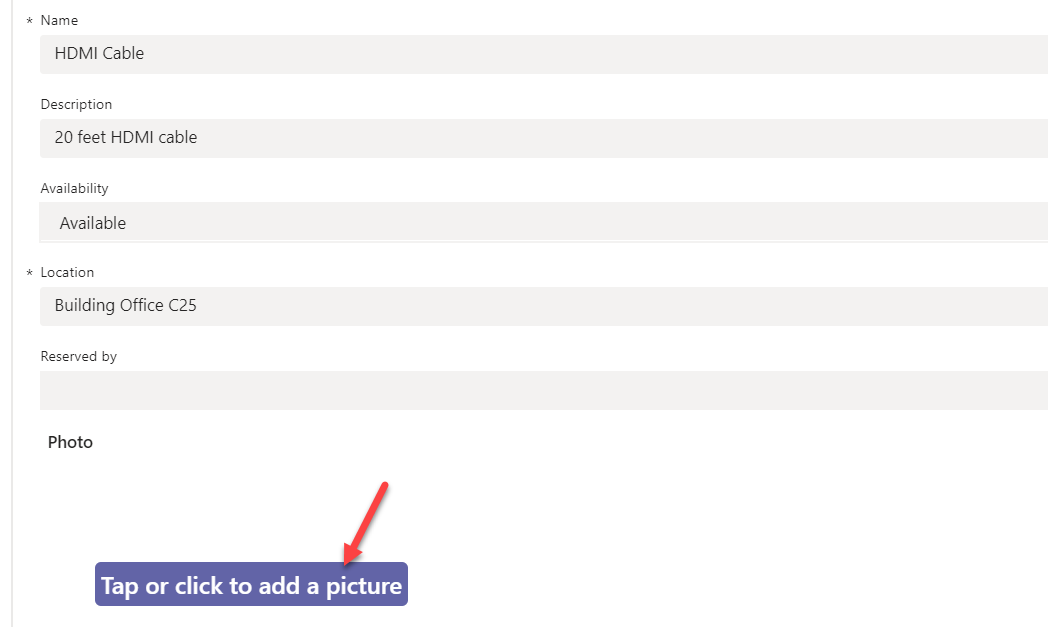 * Name
HDMI Cable
Description
20 feet HDMI cable
Availability
Available
* Location
Building Office C25
Reserved by
Photo
Tap or click to add a picture